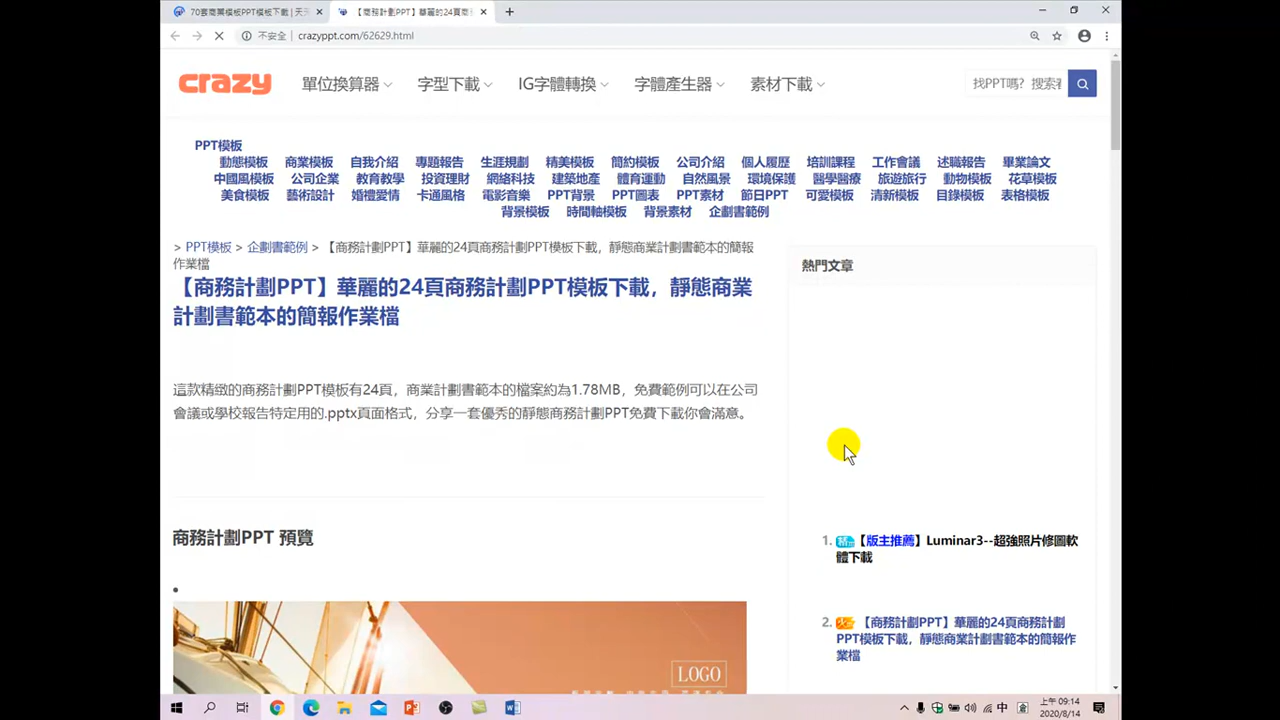 70套商業模板PPT模板下載 | 天
【商務計劃PPT】華麗的24頁商
不安全 | crazyppt.com/62629.html
crazy
單位換算器 字型下載 IG字體轉換 字體產生器 素材下載
找PPT嗎? 搜索
PPT模板
動態模板 商業模板 自我介紹 專題報告 生涯規劃 精美模板 簡約模板 公司介紹 個人履歷 培訓課程 工作會議 述職報告 畢業論文
中國風模板 公司企業 教育教學 投資理財 網絡科技 建築地產 體育運動 自然風景 環境保護 醫學醫療 旅遊旅行 動物模板 花草模板
美食模板 藝術設計 婚禮愛情 卡通風格 電影音樂 PPT背景 PPT圖表 PPT素材 節日PPT 可愛模板 清新模板 目錄模板 表格模板
背景模板 時間軸模板 背景素材 企劃書範例
> PPT模板 > 企劃書範例 > 【商務計劃PPT】華麗的24頁商務計劃PPT模板下載，靜態商業計劃書範本的簡報
作業檔
【商務計劃PPT】華麗的24頁商務計劃PPT模板下載，靜態商業
計劃書範本的簡報作業檔
這款精緻的商務計劃PPT模板有24頁，商業計劃書範本的檔案約為1.78MB，免費範例可以在公司
會議或學校報告特定用的.pptx頁面格式，分享一套優秀的靜態商務計劃PPT免費下載你會滿意。
商務計劃PPT 預覽
LOGO
熱門文章
1. 【版主推薦】Luminar3--超強照片修圖軟
體下載
2. 【商務計劃PPT】華麗的24頁商務計劃
PPT模板下載，靜態商業計劃書範本的簡報作
業檔
中
上午 09:14
2020/8/14